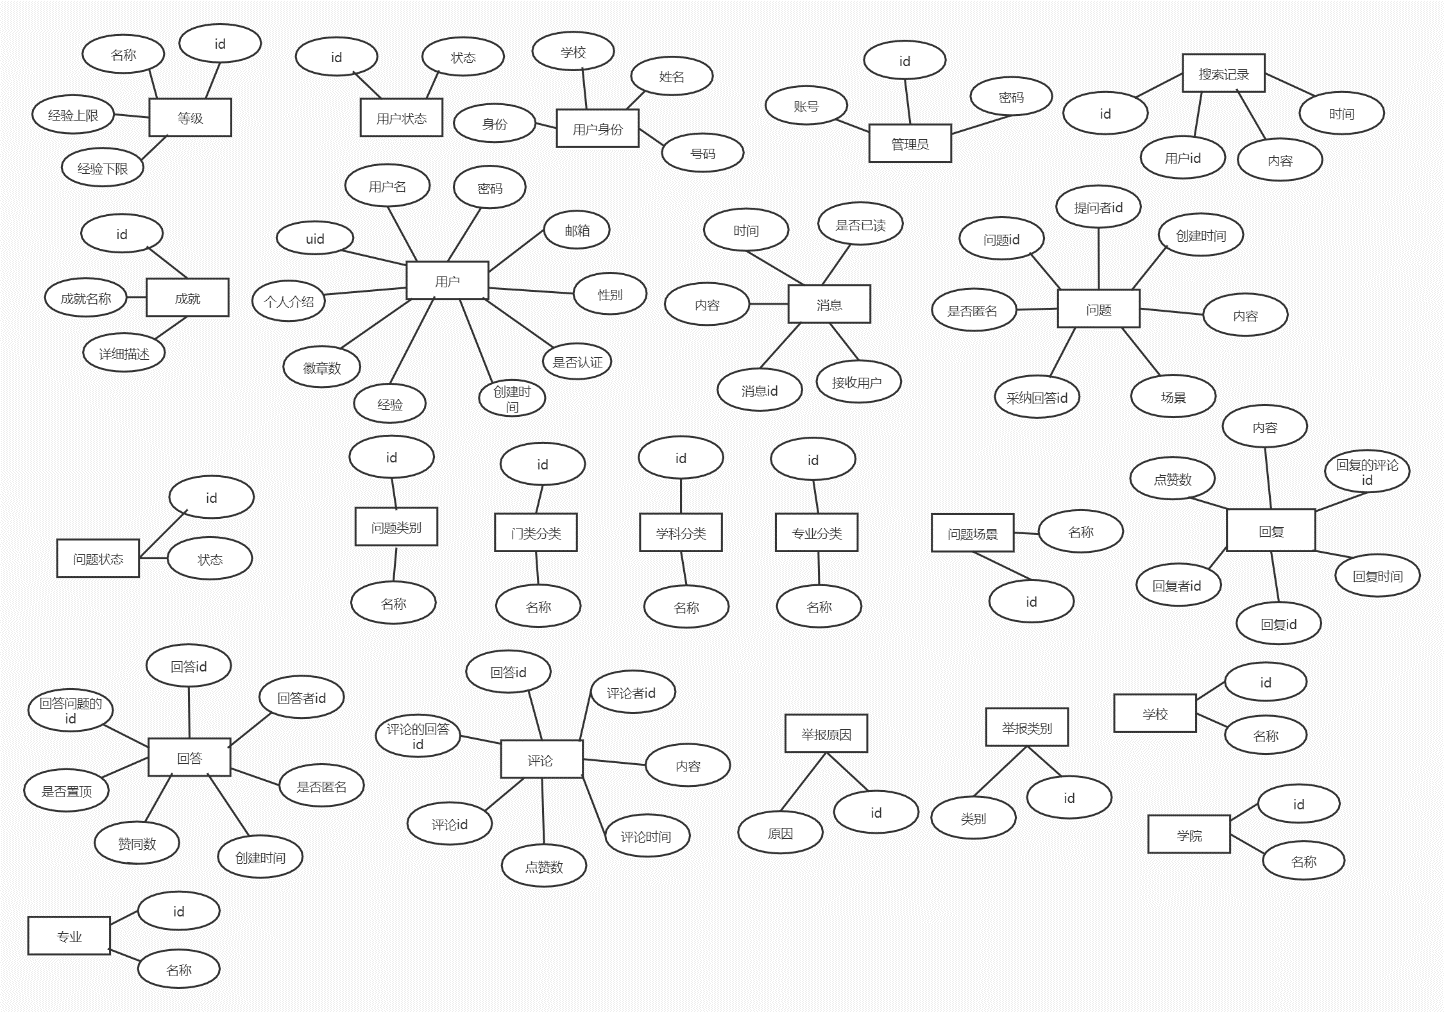 名称
id
经验上限
等级
经验下限
id
状态
用户状态
学校
姓名
身份
用户身份
号码
id
账号
密码
管理员
搜索记录
id
时间
用户id
内容
id
成就名称
成就
详细描述
用户名
密码
uid
邮箱
用户
个人介绍
性别
徽章数
是否认证
经验
创建时
间
时间
是否已读
内容
消息
消息id
接收用户
提问者id
问题id
创建时间
是否匿名
问题
内容
采纳回答id
场景
id
问题状态
状态
id
问题类别
名称
id
门类分类
名称
id
学科分类
名称
id
专业分类
名称
问题场景
名称
id
内容
点赞数
回复的评论
id
回复
回复者id
回复时间
回复id
回答id
回答问题的
id
回答者id
回答
是否置顶
是否匿名
赞同数
创建时间
回答id
评论者id
评论的回答
id
评论
内容
评论id
评论时间
点赞数
举报原因
原因
id
举报类别
类别
id
id
学校
名称
id
学院
名称
id
专业
名称